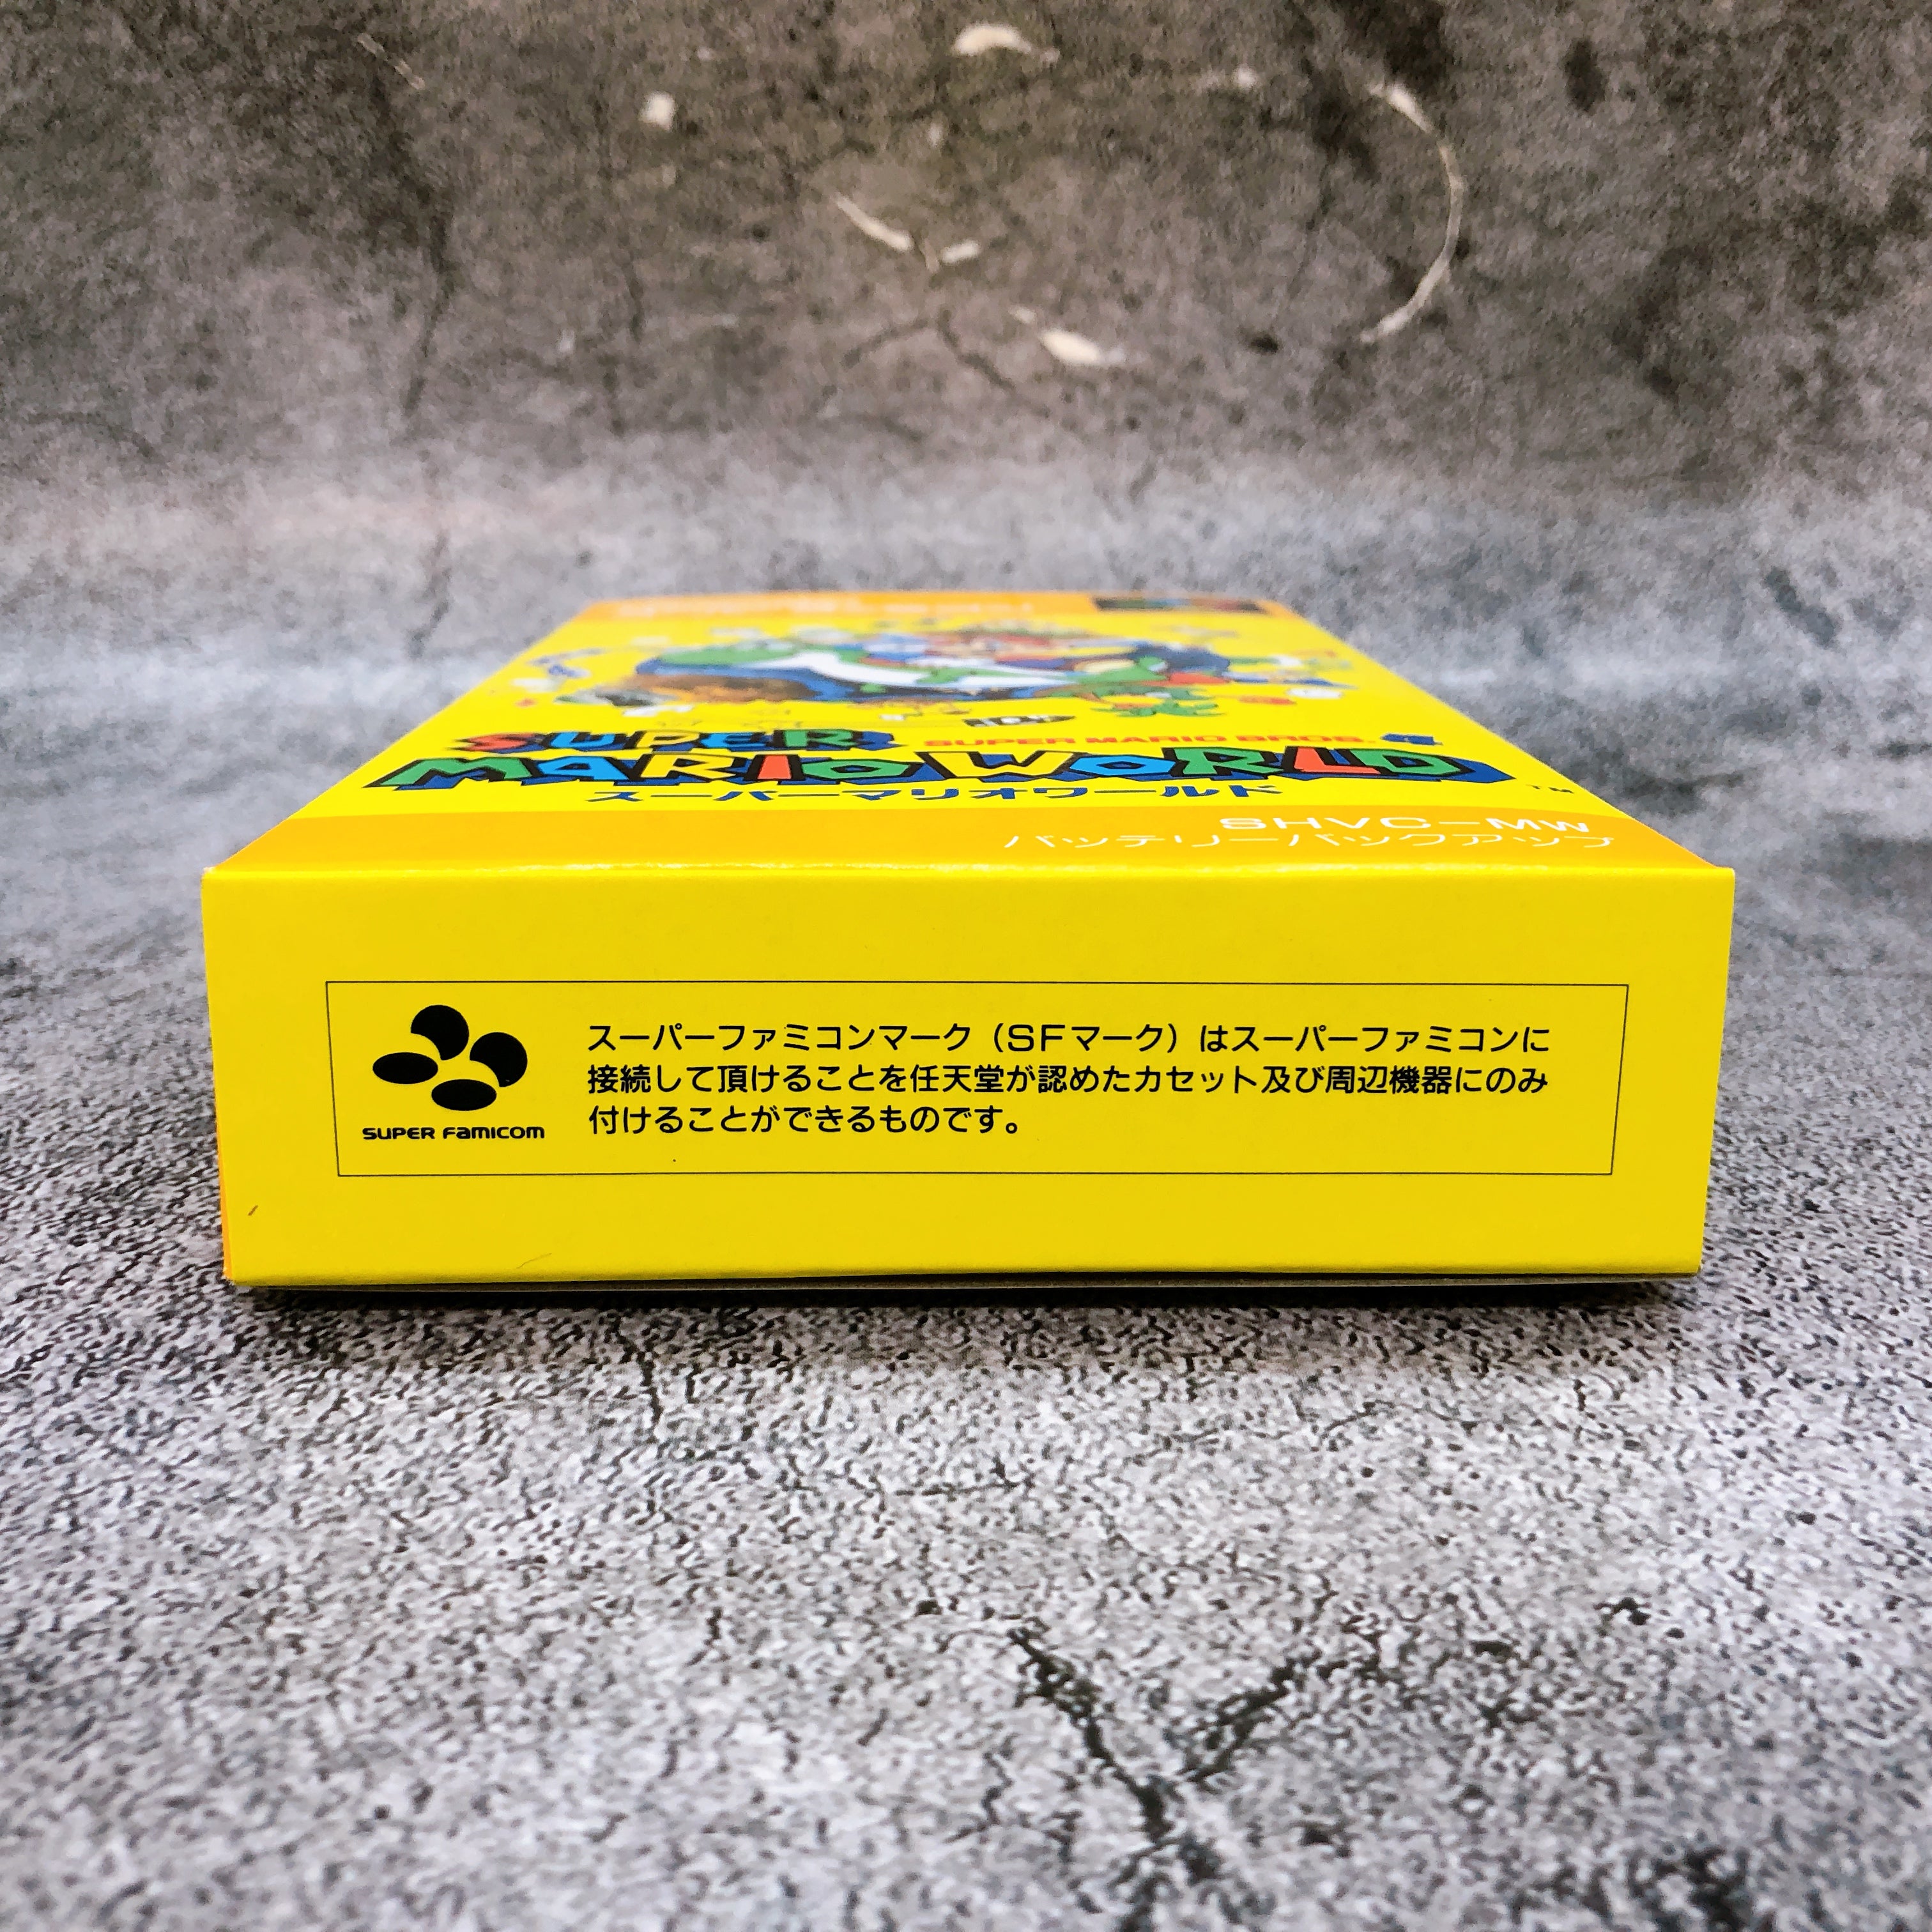 SUPER
SUPER MARIO BROS. 4
MARIO WORLD
スーパーマリオワールド
TM
SHVC-MW
バッテリーバックアップ
スーパーファミコンマーク（SFマーク）はスーパーファミコンに
接続して頂けることを任天堂が認めたカセット及び周辺機器にのみ
付けることができるものです。
SUPER FAMICOM